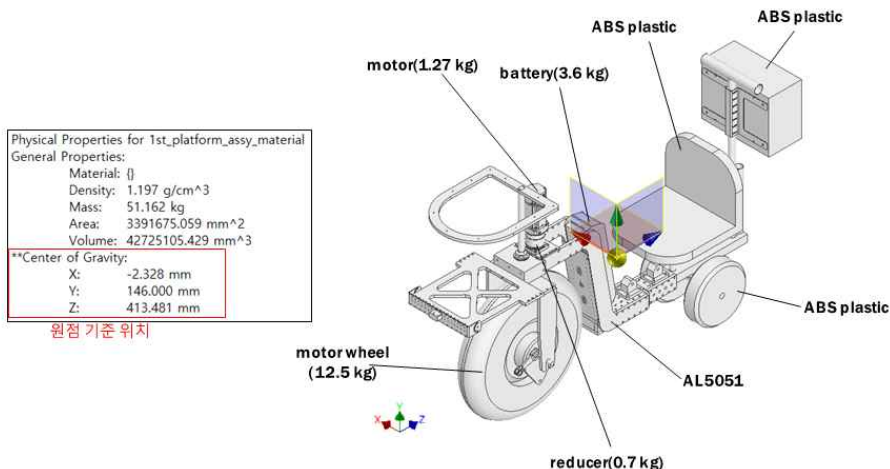 Physical Properties for 1st_platform_assy_material
General Properties:
Material: {}
Density: 1.197 g/cm^3
Mass: 51.162 kg
Area: 3391675.059 mm^2
Volume: 42725105.429 mm^3
**Center of Gravity:
X: -2.328 mm
Y: 146.000 mm
Z: 413.481 mm
원점 기준 위치
ABS plastic
ABS plastic
motor(1.27 kg)
battery(3.6 kg)
ABS plastic
motor wheel
(12.5 kg)
AL5051
reducer(0.7 kg)
X
Y
Z